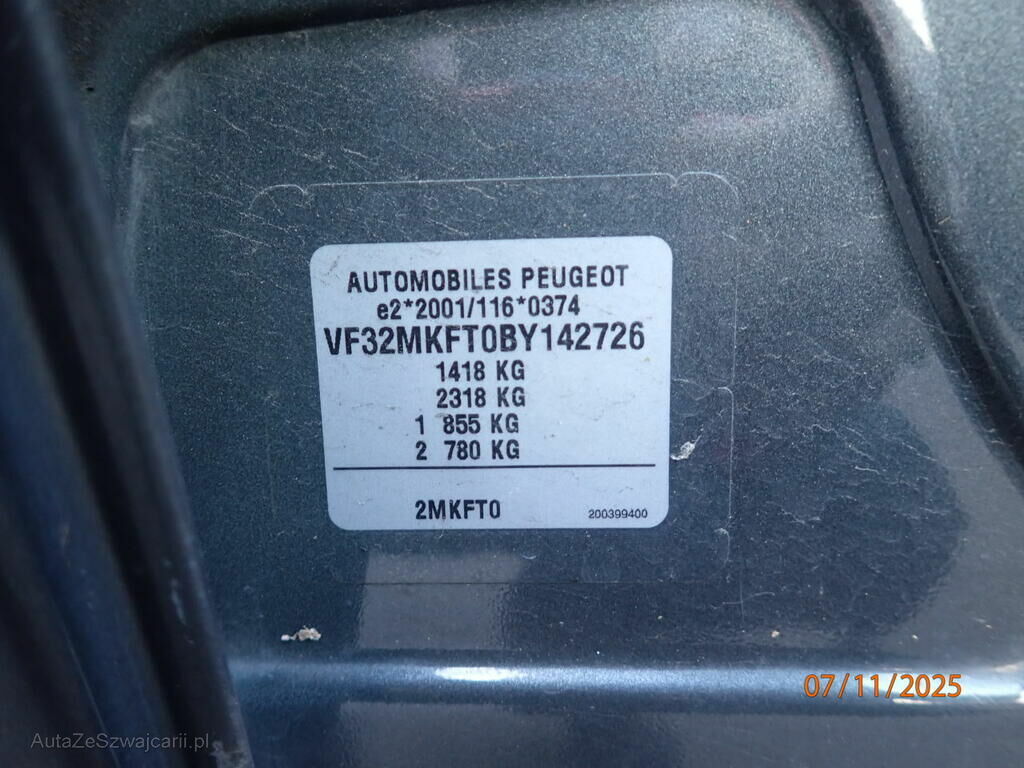 AUTOMOBILES PEUGEOT
e2*2001/116*0374
VF32MKFT0BY142726
1418 KG
2318 KG
1 855 KG
2 780 KG
2MKFT0
200399400
07/11/2025
AutaZeSzwajcarii.pl